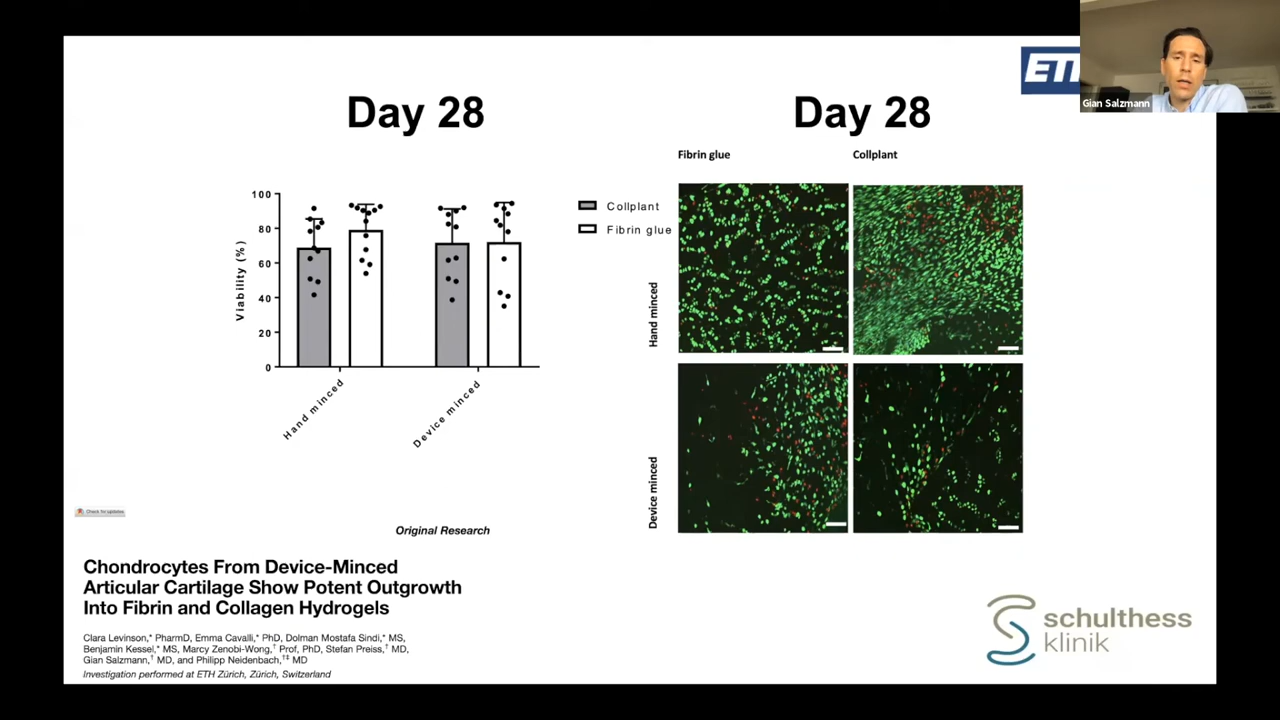 ETH
Gian Salzmann
Day 28
Day 28
Fibrin glue
Collplant
100
80
60
40
20
0
Viability (%)
Hand minced
Device minced
Collplant
Fibrin glue
Hand minced
Device minced
Check for updates
Original Research
Chondrocytes From Device-Minced
Articular Cartilage Show Potent Outgrowth
Into Fibrin and Collagen Hydrogels
Clara Levinson,* PharmD, Emma Cavalli,* PhD, Dolman Mostafa Sindi,* MS,
Benjamin Kessel,* MS, Marcy Zenobi-Wong,† Prof, PhD, Stefan Preiss,† MD,
Gian Salzmann,† MD, and Philipp Neidenbach,†‡ MD
Investigation performed at ETH Zürich, Zürich, Switzerland
schulthess
klinik